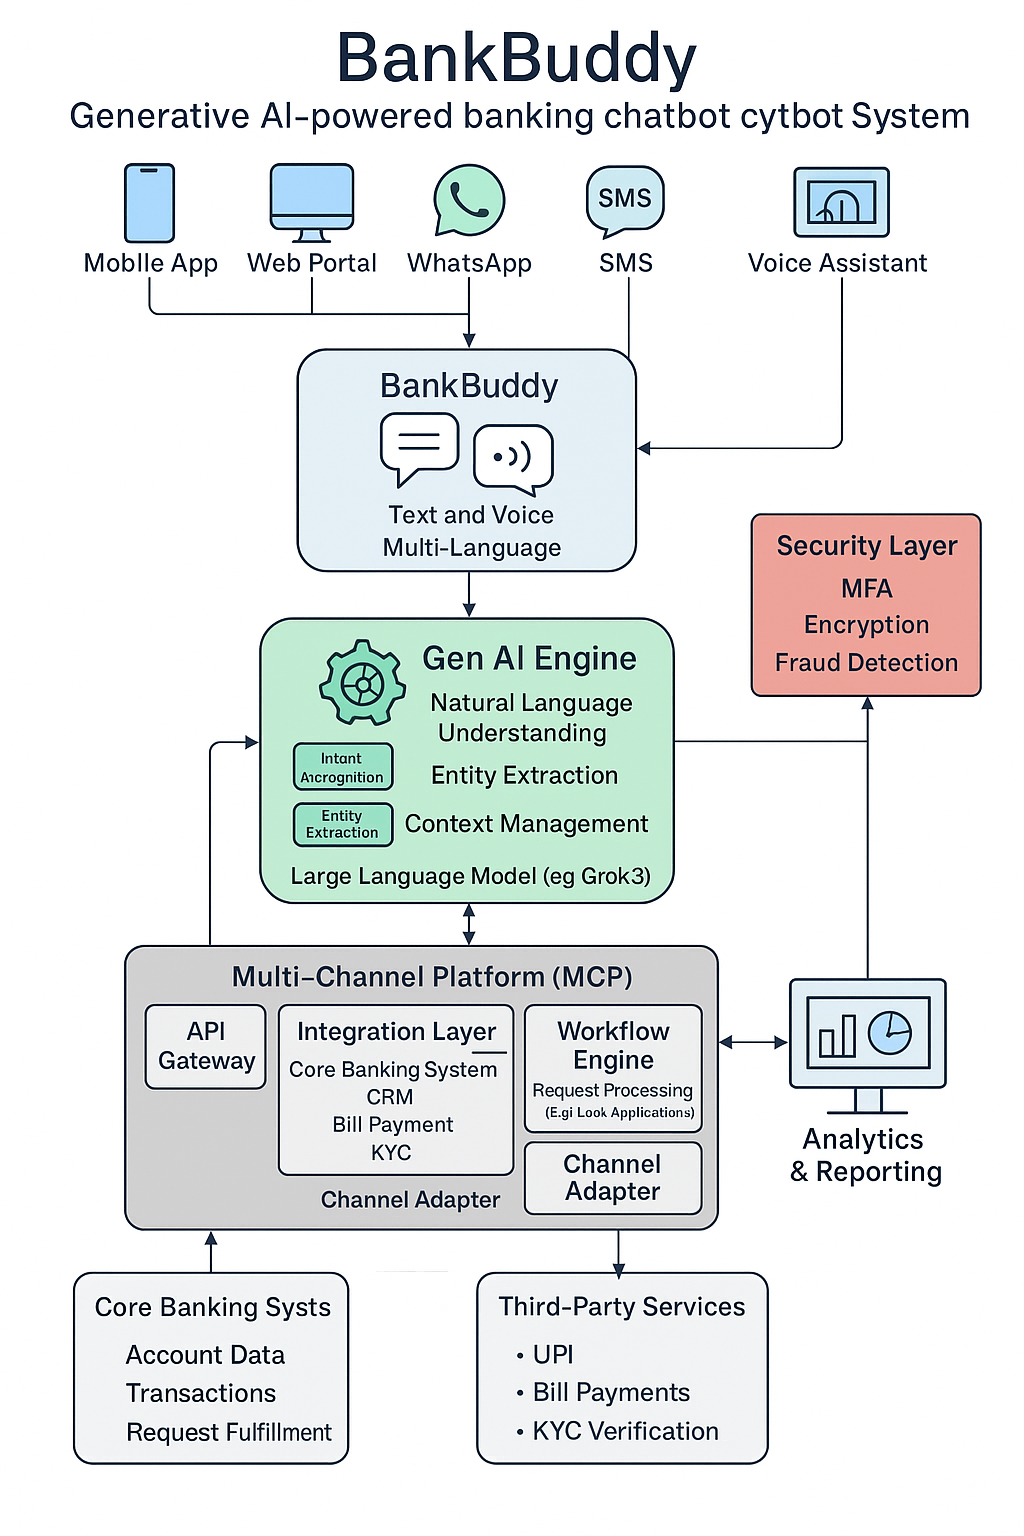 BankBuddy
Generative AI-powered banking chatbot cytbot System
SMS
Moblle App
Web Portal
WhatsApp
SMS
Voice Assistant
BankBuddy
Text and Voice
Multi-Language
Security Layer
MFA
Encryption
Fraud Detection
Gen AI Engine
Natural Language
Understanding
Intant
Ancrognition
Entity Extraction
Entity
Extraction
Context Management
Large Language Model (eg Grok3)
Multi-Channel Platform (MCP)
API
Gateway
Integration Layer
Core Banking System
CRM
Bill Payment
KYC
Workflow
Engine
Request Processing
(E.gi Look Applications)
Channel Adapter
Channel
Adapter
Analytics
& Reporting
Core Banking Systs
Account Data
Transactions
Request Fulfillment
Third-Party Services
• UPI
• Bill Payments
• KYC Verification